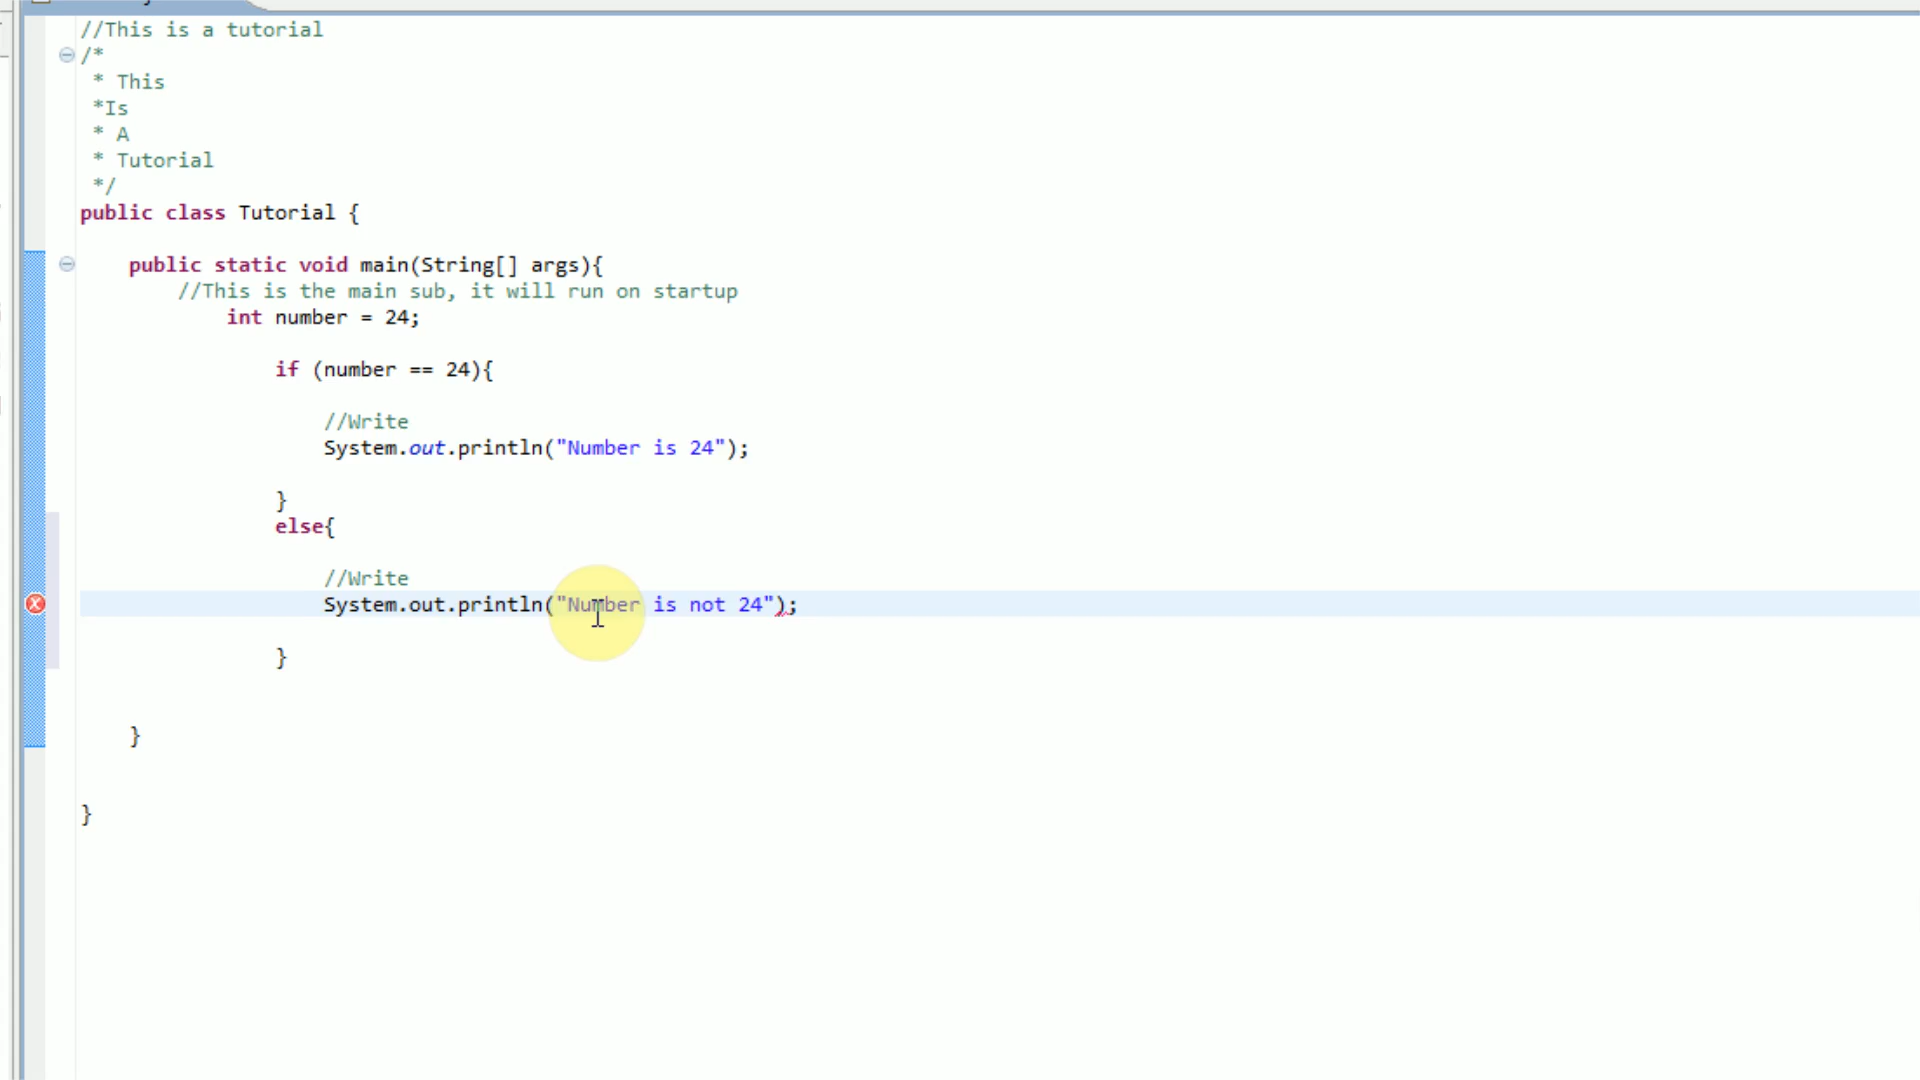 //This is a tutorial
/*
* This
*Is
* A
* Tutorial
*/
public class Tutorial {
public static void main(String[] args){
//This is the main sub, it will run on startup
int number = 24;
if (number == 24){
//Write
System.out.println("Number is 24");
}
else{
//Write
System.out.println("Number is not 24");
}
}
}